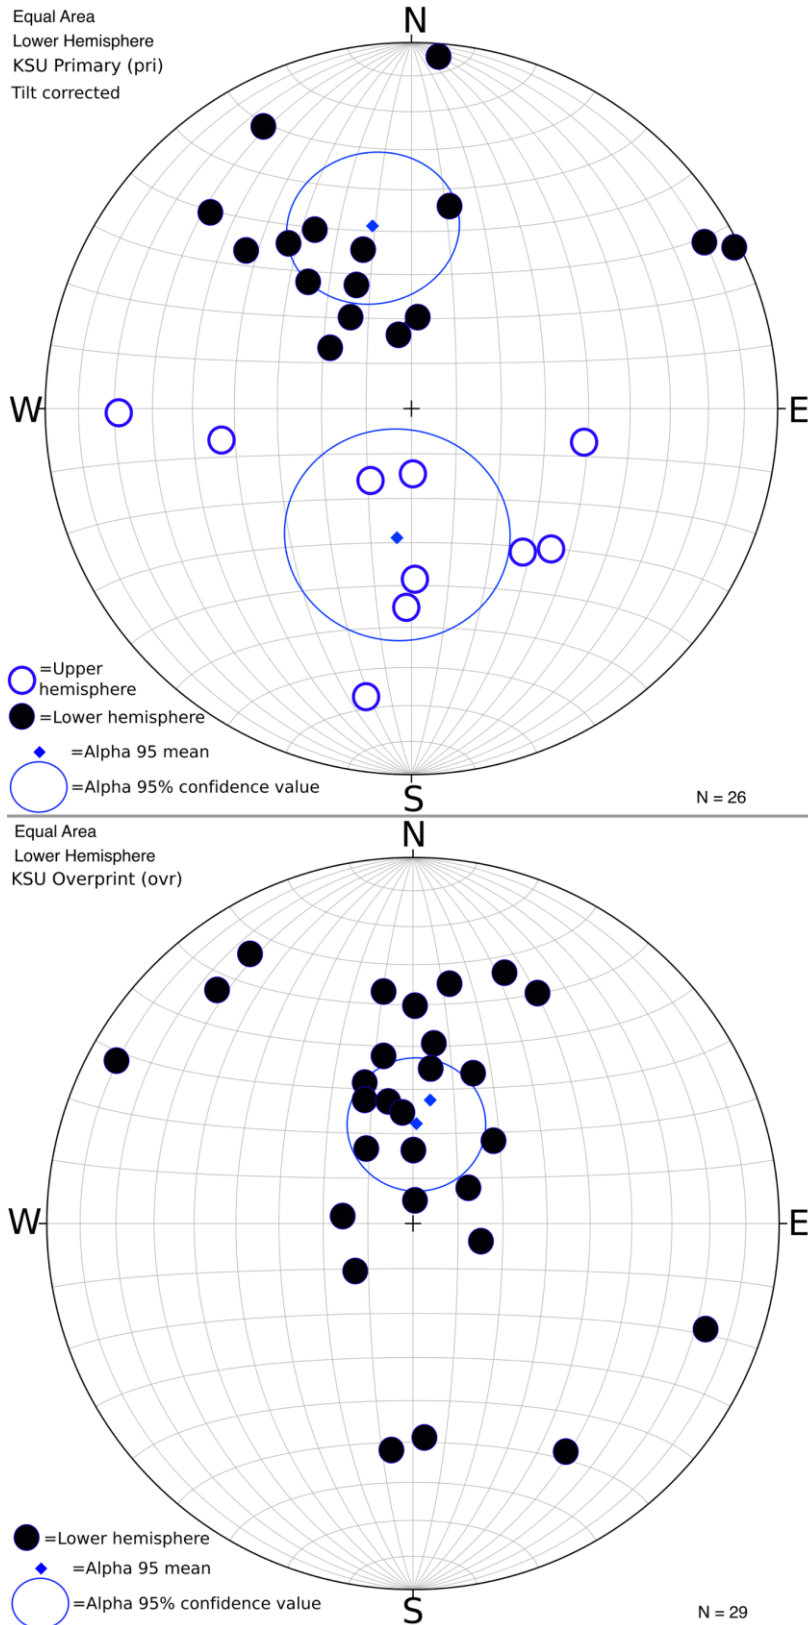 Equal Area
Lower Hemisphere
KSU Primary (pri)
Tilt corrected
N
W
E
=Upper
hemisphere
=Lower hemisphere
=Alpha 95 mean
=Alpha 95% confidence value
S
N = 26
Equal Area
Lower Hemisphere
KSU Overprint (ovr)
N
W
E
=Lower hemisphere
=Alpha 95 mean
=Alpha 95% confidence value
S
N = 29